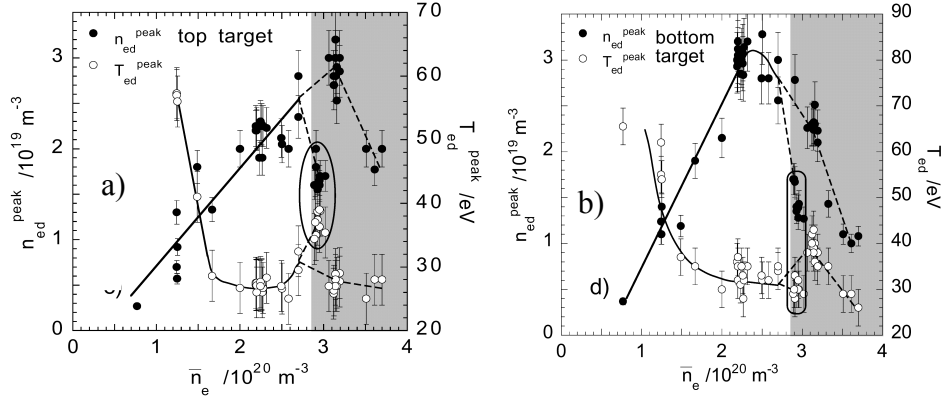 n_ed^peak top target
T_ed^peak
a)
n_ed^peak /10^19 m^-3
0
1
2
3
T_ed^peak /eV
20
30
40
50
60
70
0
1
2
3
4
n̅_e /10^20 m^-3
n_ed^peak bottom
T_ed^peak target
b)
d)
n_ed^peak /10^19 m^-3
0
1
2
3
T_ed^peak /eV
20
30
40
50
60
70
80
90
0
1
2
3
4
n̅_e /10^20 m^-3